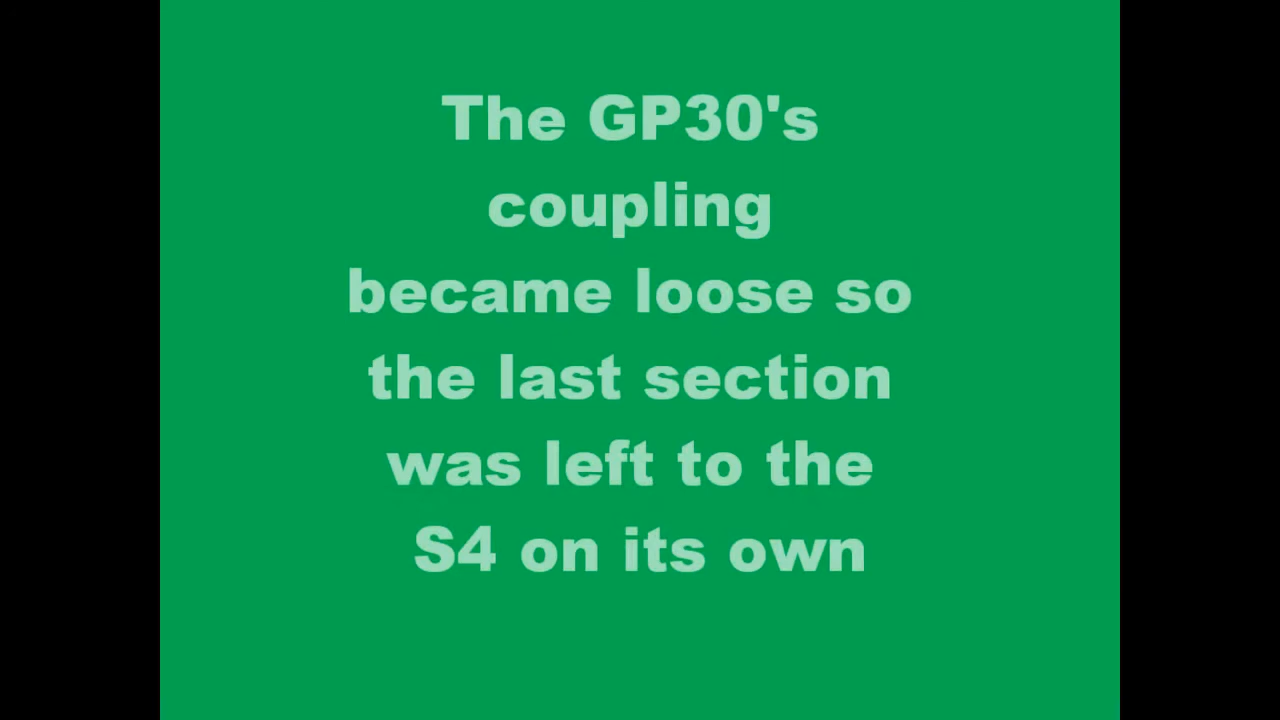 The GP30's
coupling
became loose so
the last section
was left to the
S4 on its own